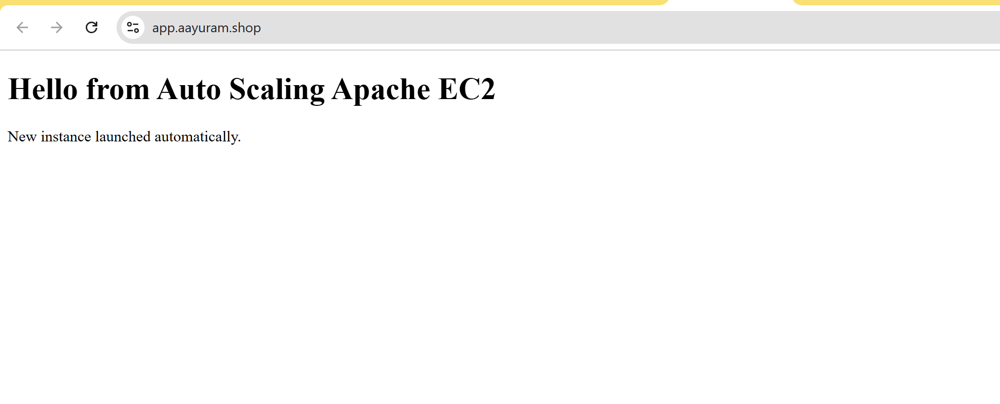 app.aayuram.shop
Hello from Auto Scaling Apache EC2
New instance launched automatically.